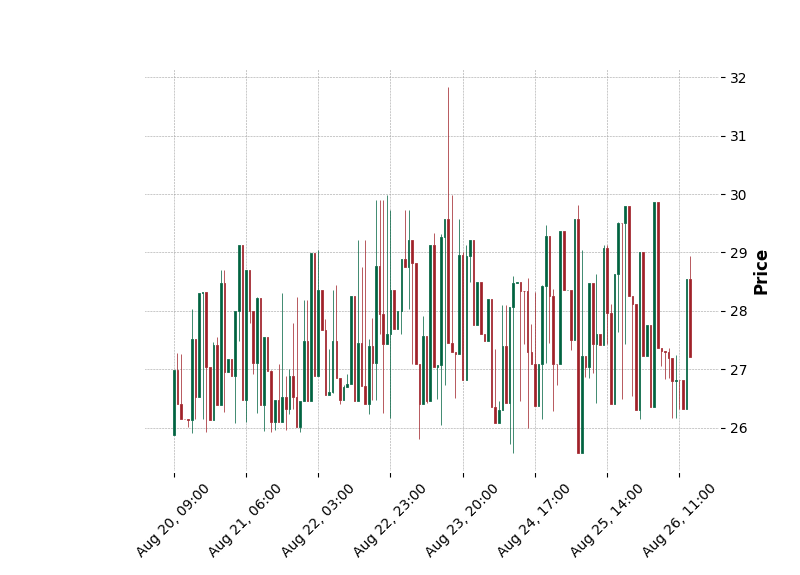 32
31
30
29
28
27
26
Price
Aug 20, 09:00
Aug 21, 06:00
Aug 22, 03:00
Aug 22, 23:00
Aug 23, 20:00
Aug 24, 17:00
Aug 25, 14:00
Aug 26, 11:00